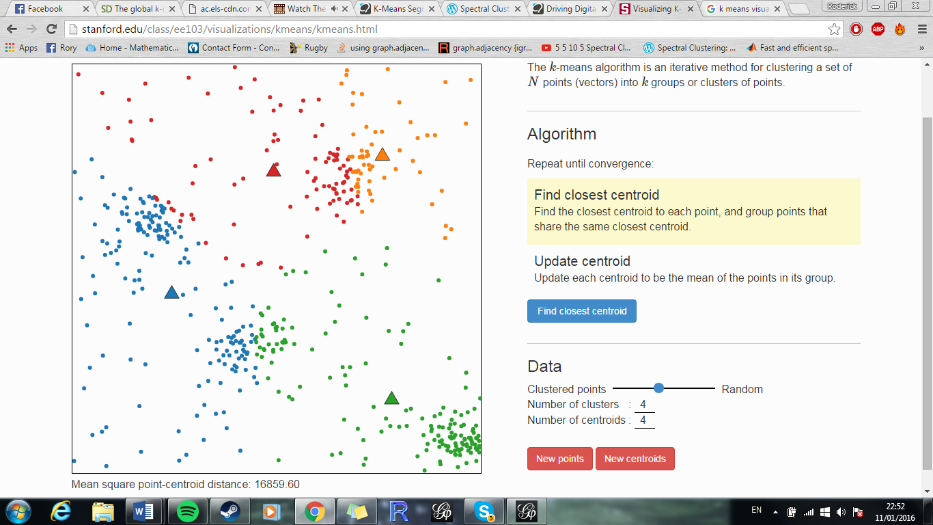 Facebook
SD The global k-
ac.els-cdn.co
Watch The
K-Means Seg
Spectral Clust
Driving Digita
Visualizing K-
k means visua
Roderick
stanford.edu/class/ee103/visualizations/kmeans/kmeans.html
ABP
Apps
Rory
Home - Mathematic...
Contact Form - Con...
Rugby
using graph.adjacen...
graph.adjacency {igr...
5 5 10 5 Spectral Cl...
Spectral Clustering: ...
Fast and efficient sp...
»
The k-means algorithm is an iterative method for clustering a set of
N points (vectors) into k groups or clusters of points.
Algorithm
Repeat until convergence:
Find closest centroid
Find the closest centroid to each point, and group points that
share the same closest centroid.
Update centroid
Update each centroid to be the mean of the points in its group.
Find closest centroid
Data
Clustered points Random
Number of clusters : 4
Number of centroids : 4
New points New centroids
Mean square point-centroid distance: 16859.60
EN
22:52
11/01/2016